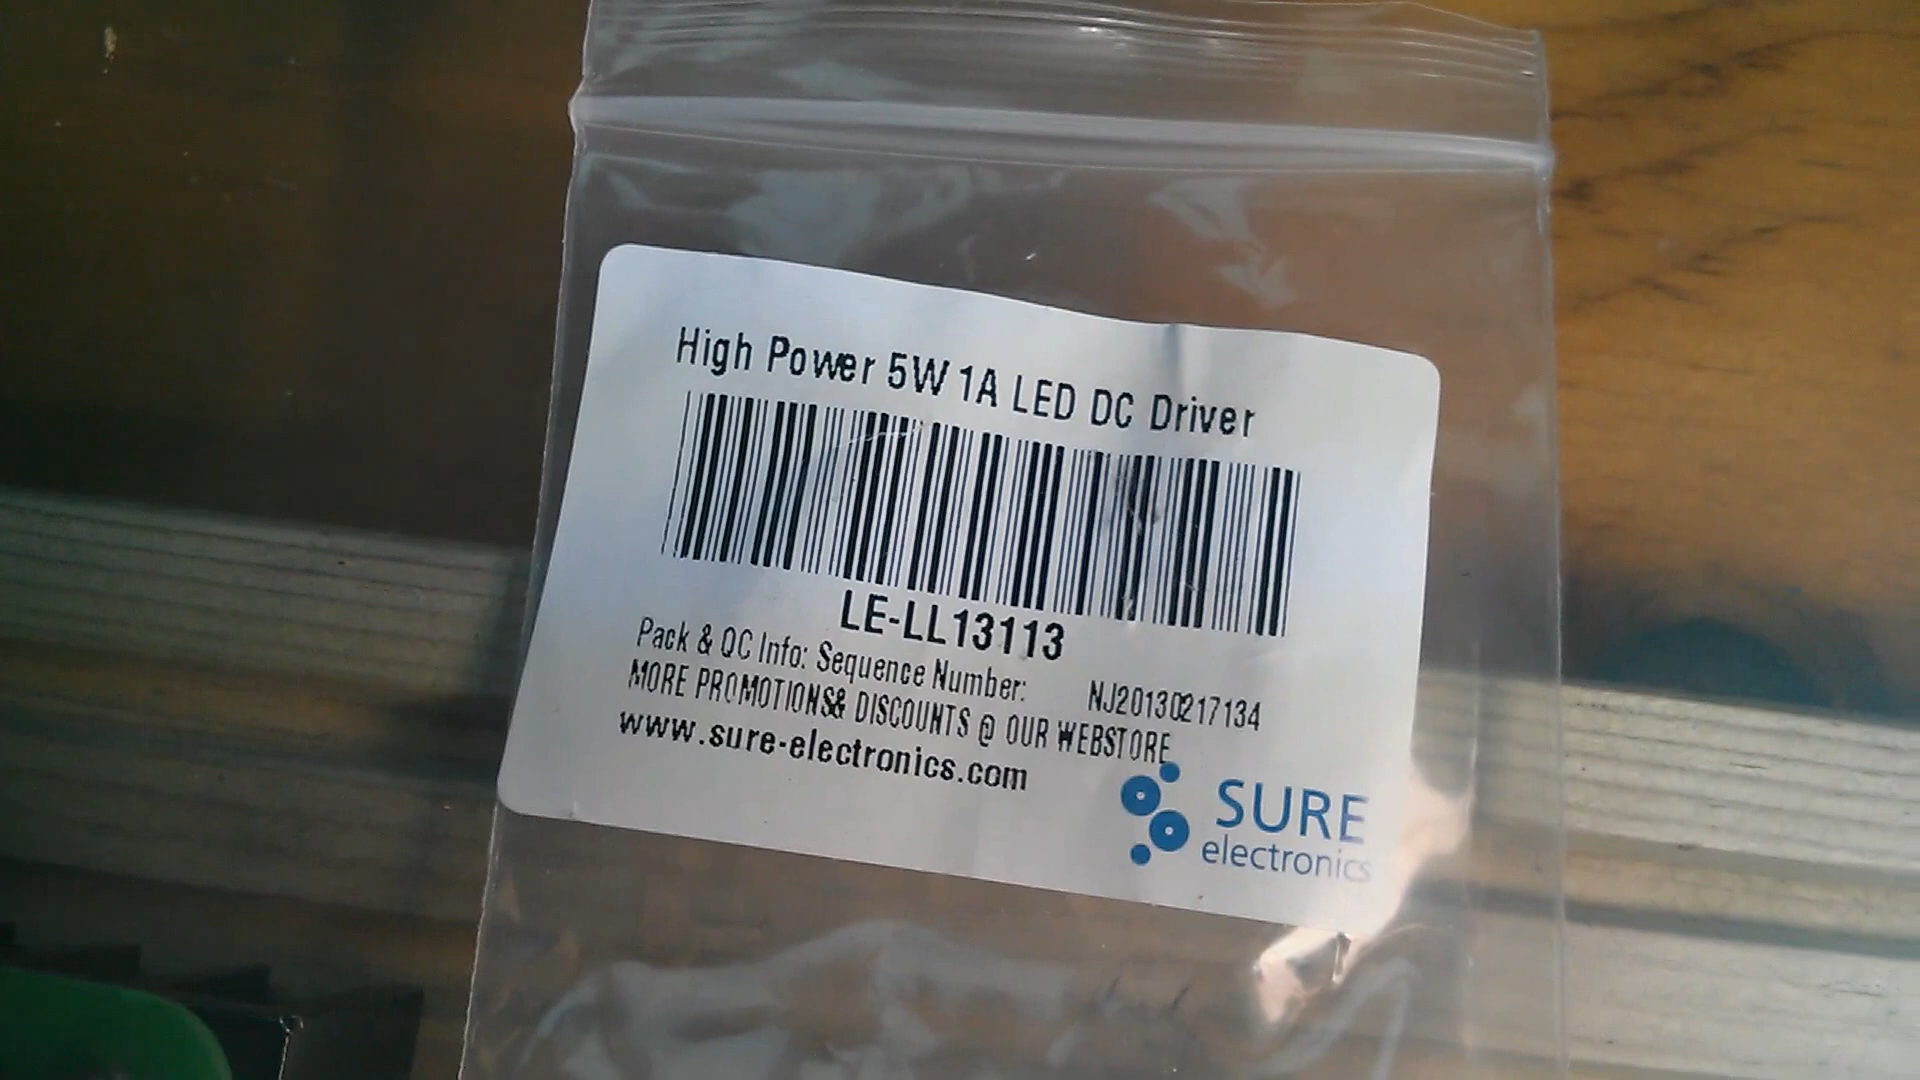 High Power 5W 1A LED DC Driver
LE-LL13113
Pack & QC Info: Sequence Number: NJ20130217134
MORE PROMOTIONS& DISCOUNTS @ OUR WEBSTORE
www.sure-electronics.com
SURE
electronics